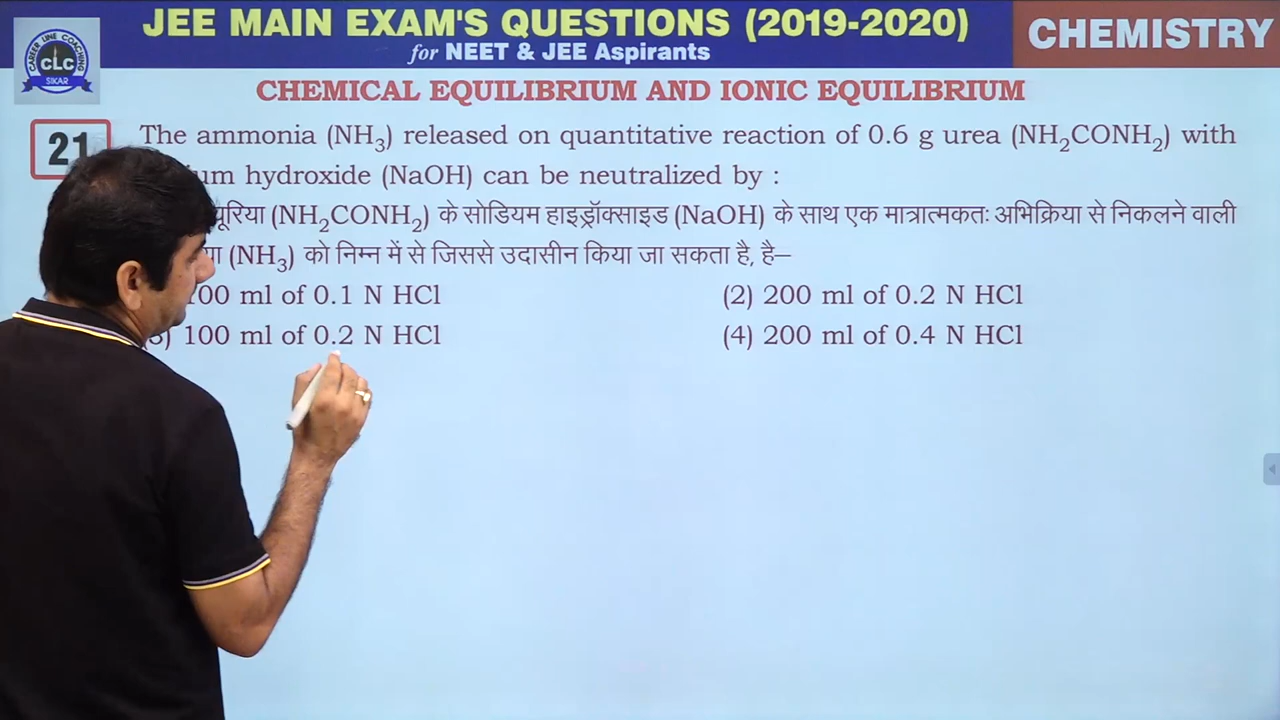 JEE MAIN EXAM'S QUESTIONS (2019-2020)
for NEET & JEE Aspirants
CHEMISTRY
CAREER LINE COACHING
CLC
SIKAR
CHEMICAL EQUILIBRIUM AND IONIC EQUILIBRIUM
21
The ammonia (NH₃) released on quantitative reaction of 0.6 g urea (NH₂CONH₂) with
hydroxide (NaOH) can be neutralized by :
यूरिया (NH₂CONH₂) के सोडियम हाइड्रॉक्साइड (NaOH) के साथ एक मात्रात्मकतः अभिक्रिया से निकलने वाली
(NH₃) को निम्न में से जिससे उदासीन किया जा सकता है, है–
100 ml of 0.1 N HCl
(2) 200 ml of 0.2 N HCl
3) 100 ml of 0.2 N HCl
(4) 200 ml of 0.4 N HCl